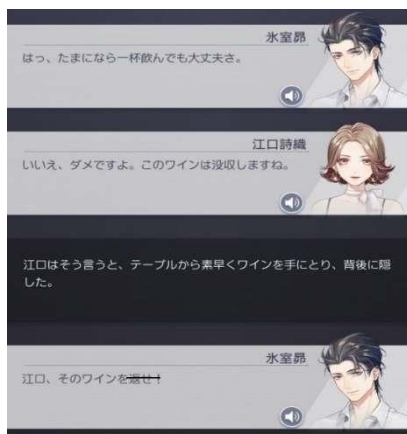 氷室昴
はっ、たまになら一杯飲んでも大丈夫さ。
江口詩織
いいえ、ダメですよ。このワインは没収しますね。
江口はそう言うと、テーブルから素早くワインを手にとり、背後に隠
した。
氷室昴
江口、そのワインを返せ！